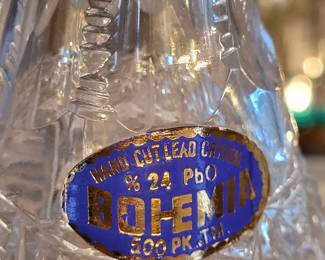 HAND CUT LEAD CRYSTAL
% 24 PbO
BOHEMIA
500 PK .TM.